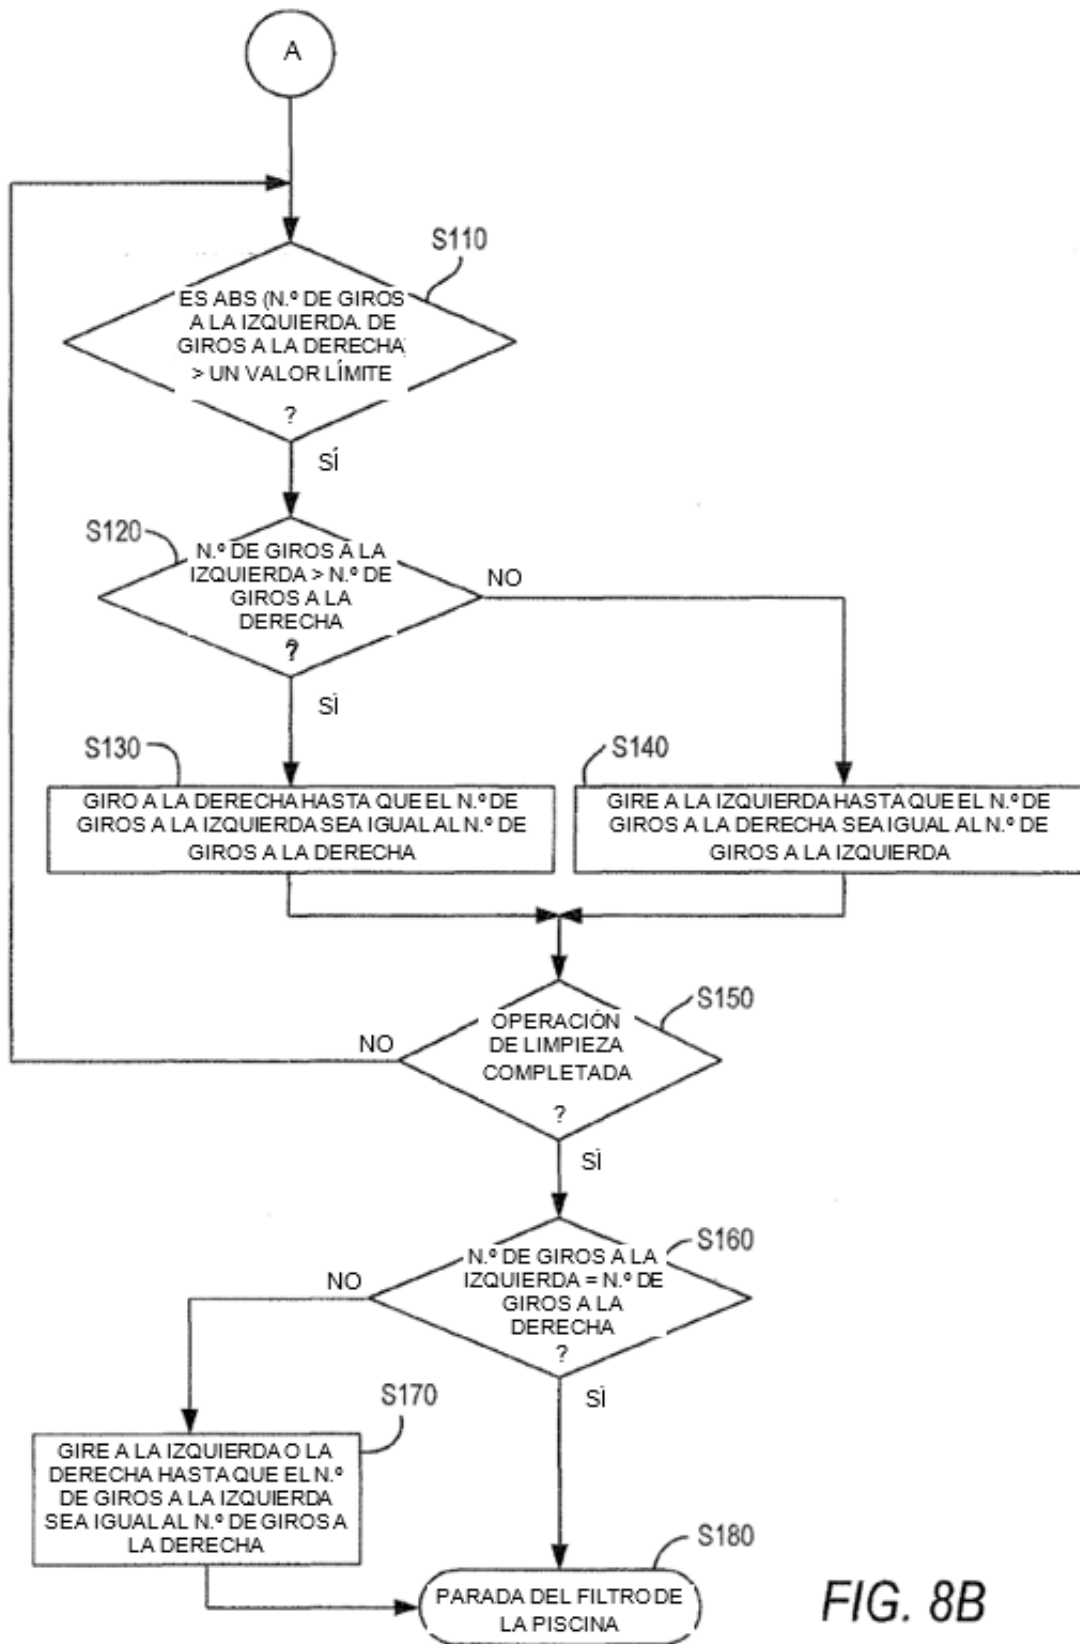 A
S110
ES ABS (N.º DE GIROS
A LA IZQUIERDA. DE
GIROS A LA DERECHA
> UN VALOR LÍMITE
?
SÍ
S120
N.º DE GIROS A LA
IZQUIERDA > N.º DE
GIROS A LA
DERECHA
?
NO
SÍ
S130
GIRO A LA DERECHA HASTA QUE EL N.º DE
GIROS A LA IZQUIERDA SEA IGUAL AL N.º DE
GIROS A LA DERECHA
S140
GIRE A LA IZQUIERDA HASTA QUE EL N.º DE
GIROS A LA DERECHA SEA IGUAL AL N.º DE
GIROS A LA IZQUIERDA
S150
OPERACIÓN
DE LIMPIEZA
COMPLETADA
?
NO
SÍ
S160
N.º DE GIROS A LA
IZQUIERDA = N.º DE
GIROS A LA
DERECHA
?
NO
SÍ
S170
GIRE A LA IZQUIERDA O LA
DERECHA HASTA QUE EL N.º
DE GIROS A LA IZQUIERDA
SEA IGUAL AL N.º DE GIROS A
LA DERECHA
S180
PARADA DEL FILTRO DE
LA PISCINA
FIG. 8B